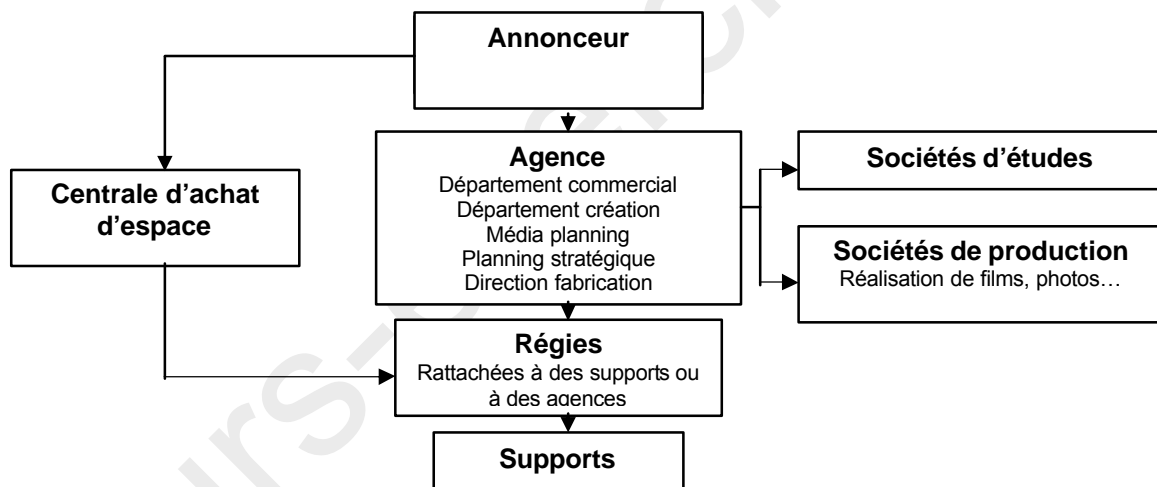 Annonceur
Agence
Département commercial
Département création
Média planning
Planning stratégique
Direction fabrication
Centrale d'achat
d'espace
Sociétés d'études
Sociétés de production
Réalisation de films, photos…
Régies
Rattachées à des supports ou
à des agences
Supports